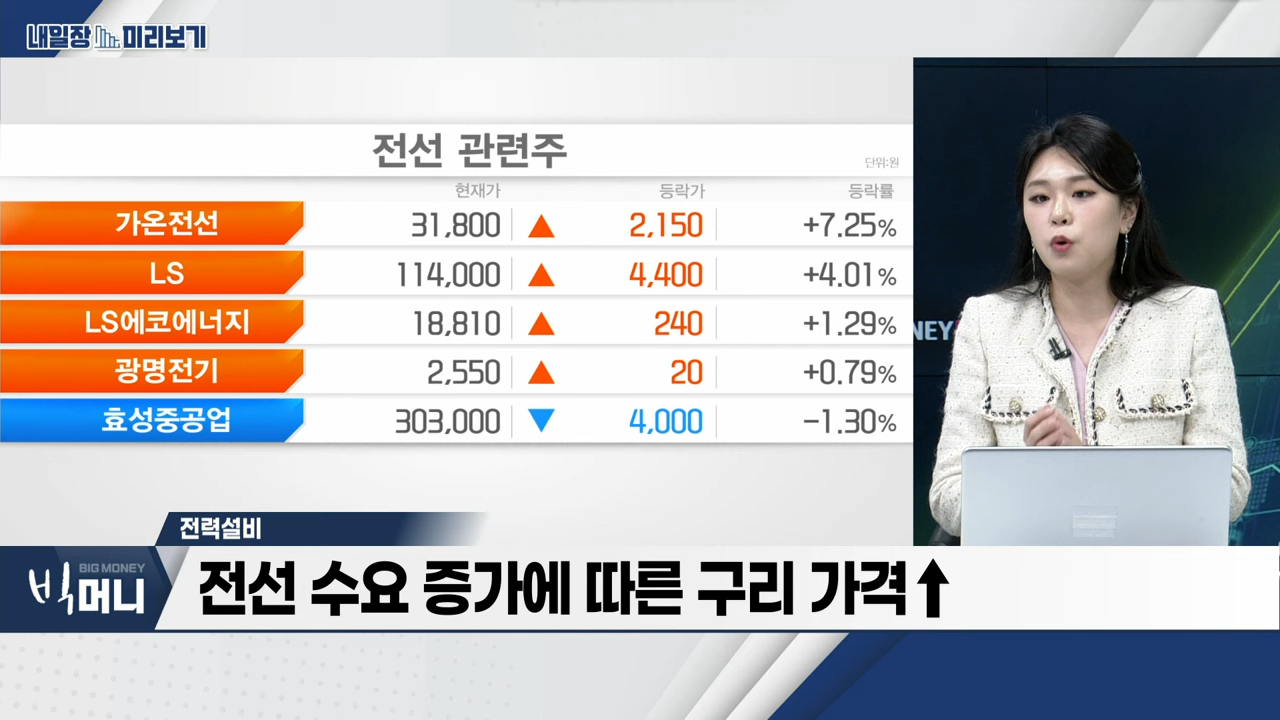 내일장 미리보기
전선 관련주
단위:원
현재가 등락가 등락률
가온전선 31,800 ▲ 2,150 +7.25%
LS 114,000 ▲ 4,400 +4.01%
LS에코에너지 18,810 ▲ 240 +1.29%
광명전기 2,550 ▲ 20 +0.79%
효성중공업 303,000 ▼ 4,000 -1.30%
NEY
전력설비
BIG MONEY
빅머니
전선 수요 증가에 따른 구리 가격↑